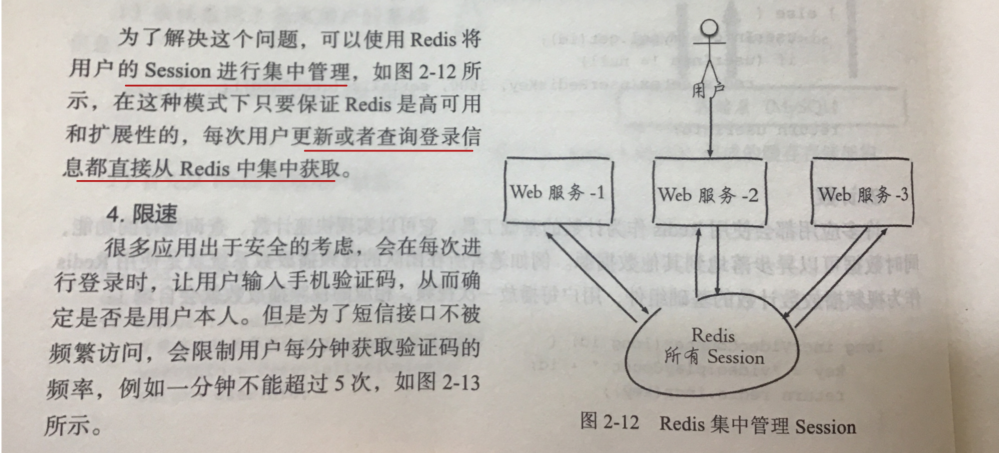 为了解决这个问题，可以使用 Redis 将
用户的 Session 进行集中管理，如图 2-12 所
示，在这种模式下只要保证 Redis 是高可用
和扩展性的，每次用户更新或者查询登录信
息都直接从 Redis 中集中获取。
4. 限速
很多应用出于安全的考虑，会在每次进
行登录时，让用户输入手机验证码，从而确
定是否是用户本人。但是为了短信接口不被
频繁访问，会限制用户每分钟获取验证码的
频率，例如一分钟不能超过 5 次，如图 2-13
所示。
用户
Web 服务 -1
Web 服务 -2
Web 服务 -3
Redis
所有 Session
图 2-12 Redis 集中管理 Session